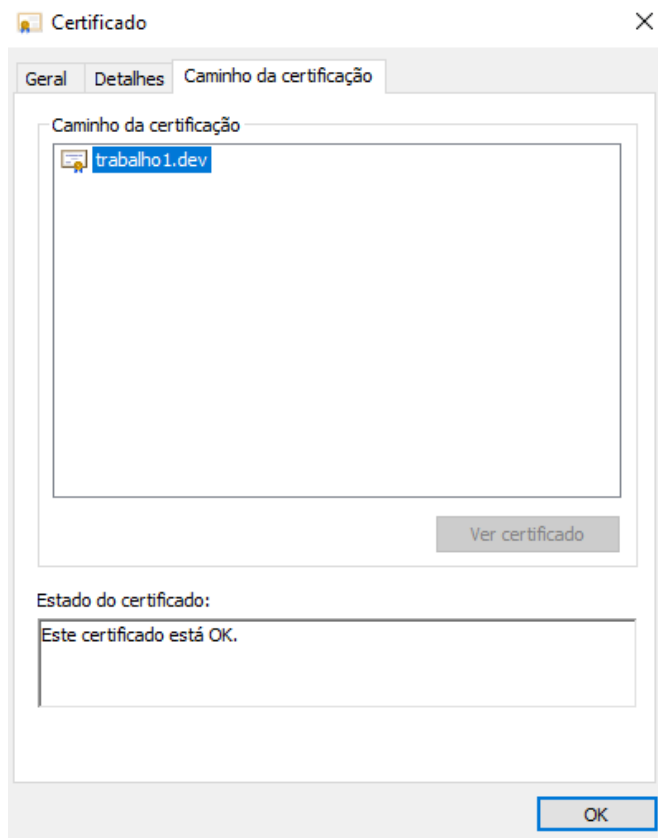 Certificado
Geral Detalhes Caminho da certificação
Caminho da certificação
trabalho1.dev
Ver certificado
Estado do certificado:
Este certificado está OK.
OK